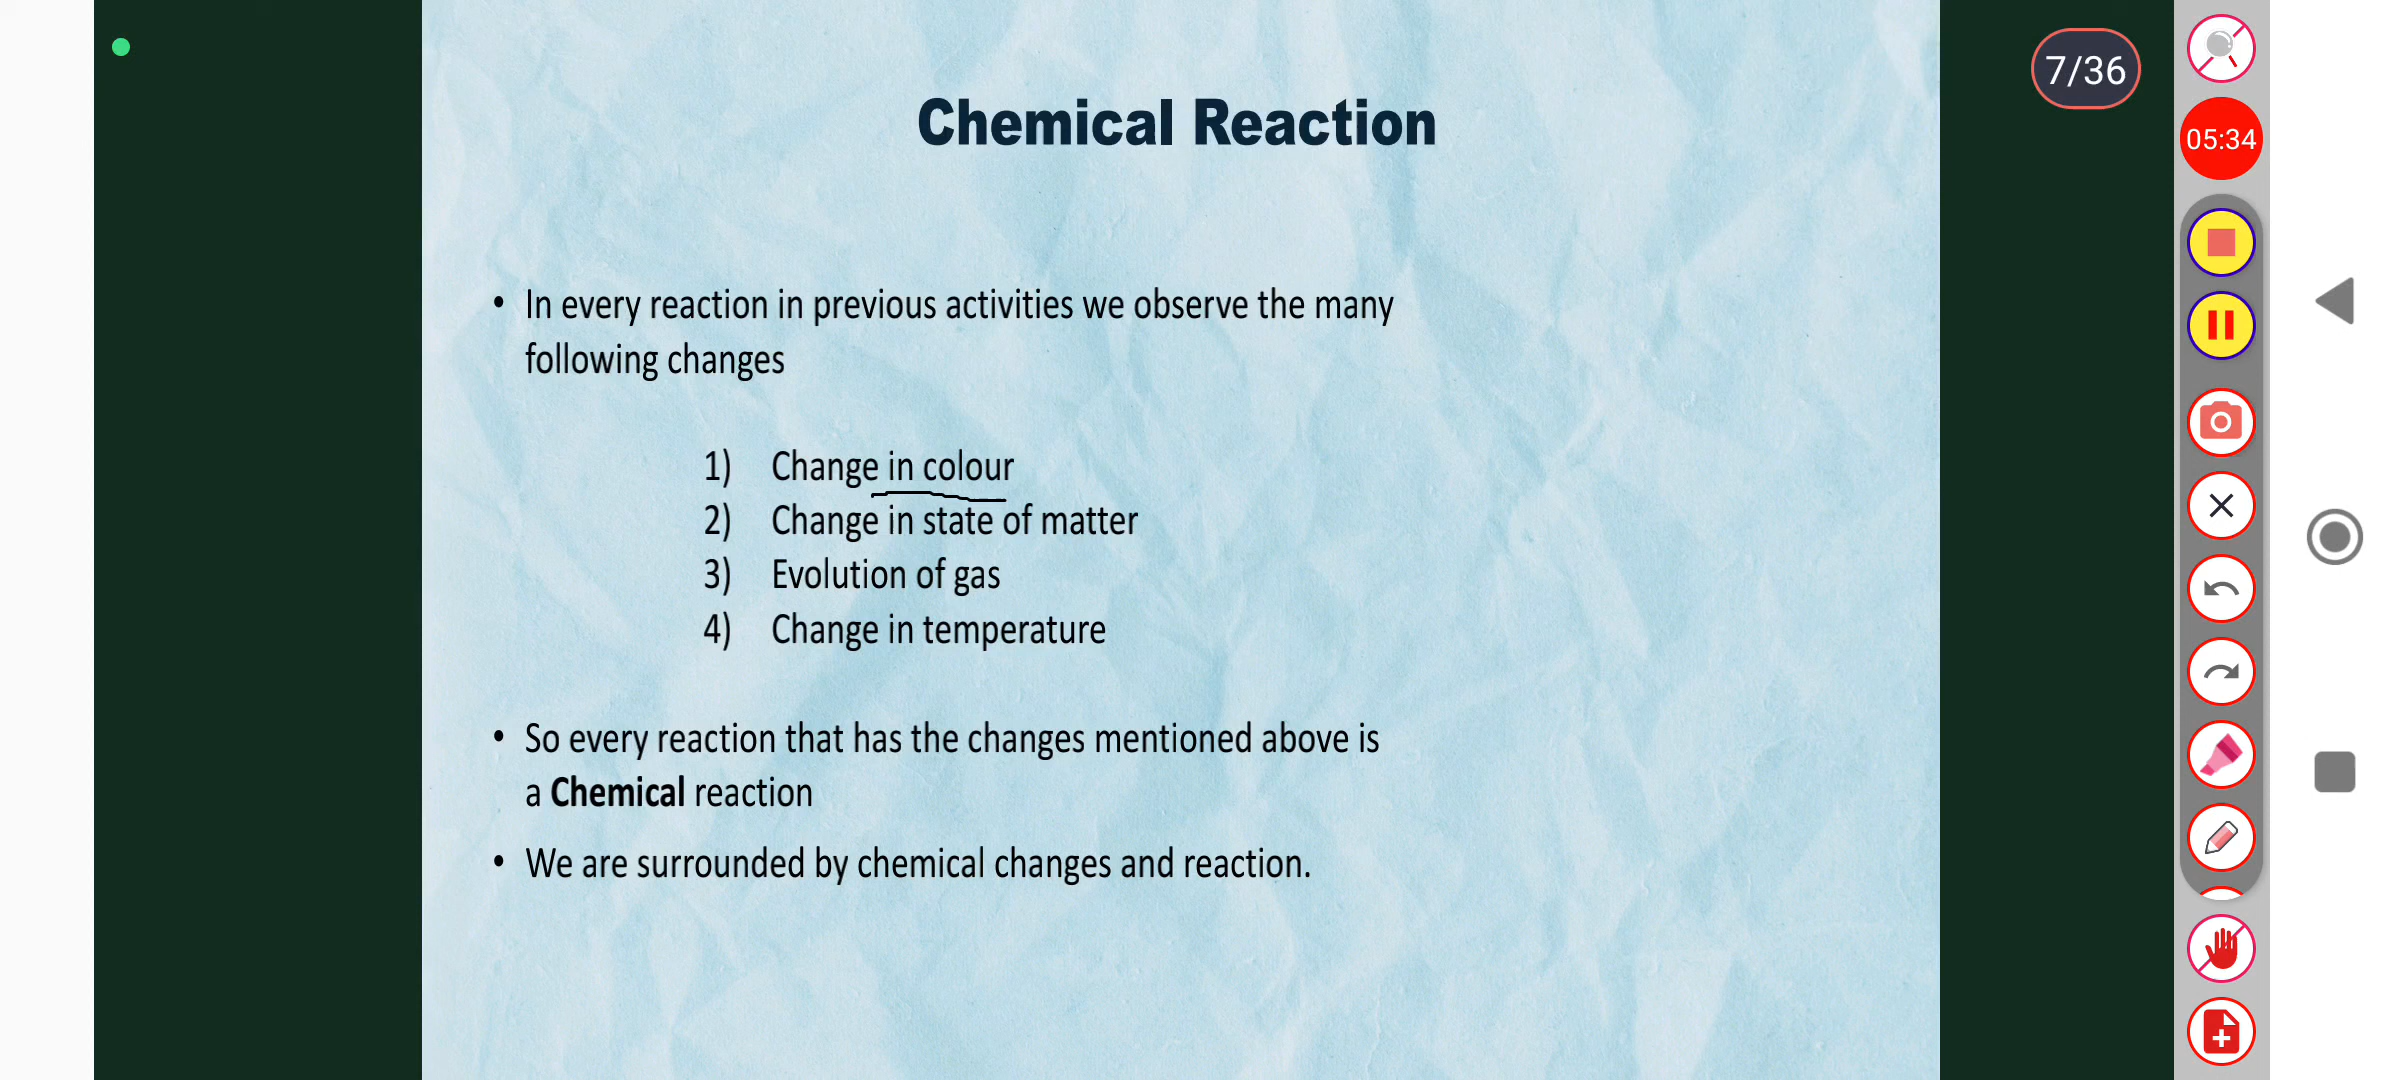 7/36
05:34
Chemical Reaction
• In every reaction in previous activities we observe the many
following changes
1) Change in colour
2) Change in state of matter
3) Evolution of gas
4) Change in temperature
• So every reaction that has the changes mentioned above is
a Chemical reaction
• We are surrounded by chemical changes and reaction.